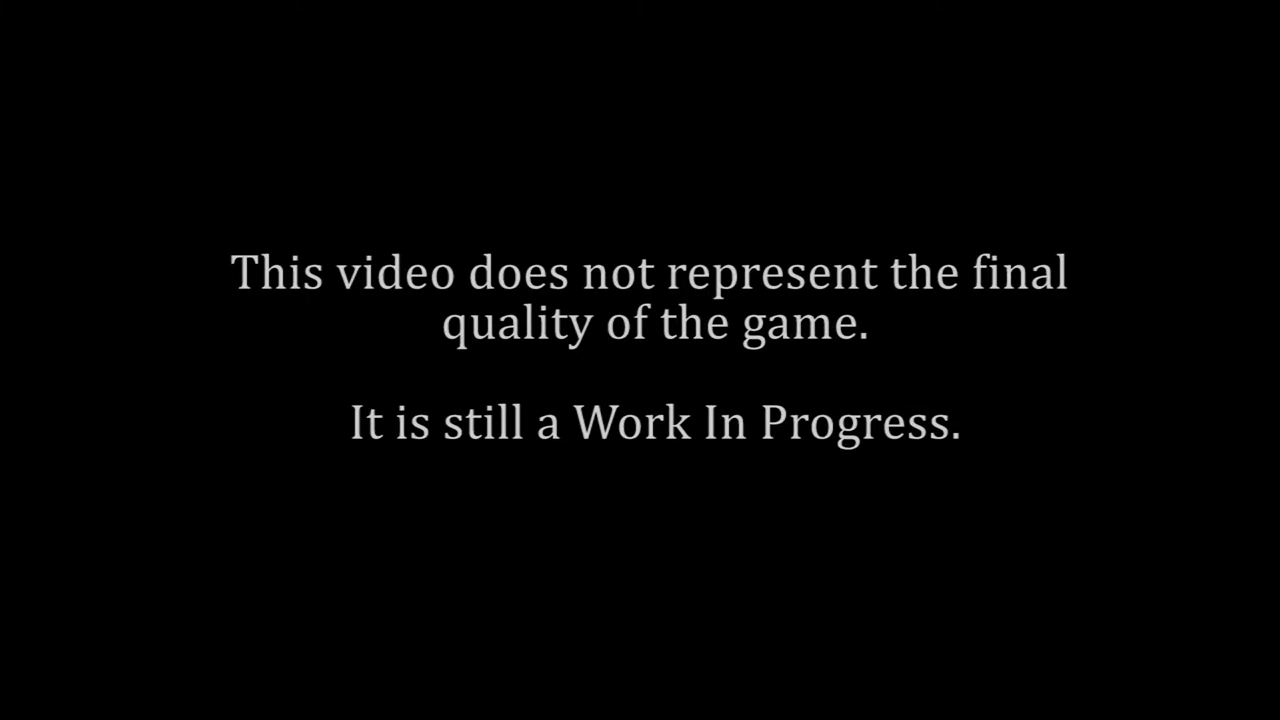 This video does not represent the final
quality of the game.
It is still a Work In Progress.